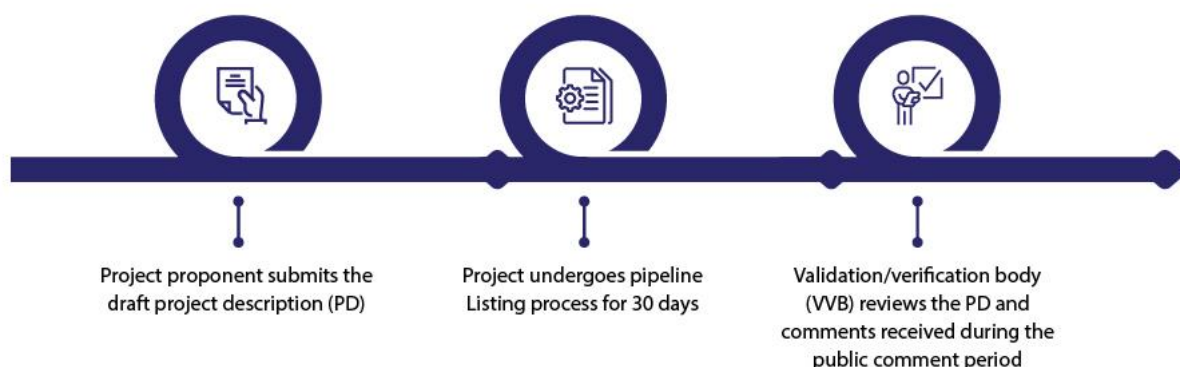 Project proponent submits the
draft project description (PD)
Project undergoes pipeline
Listing process for 30 days
Validation/verification body
(VVB) reviews the PD and
comments received during the
public comment period